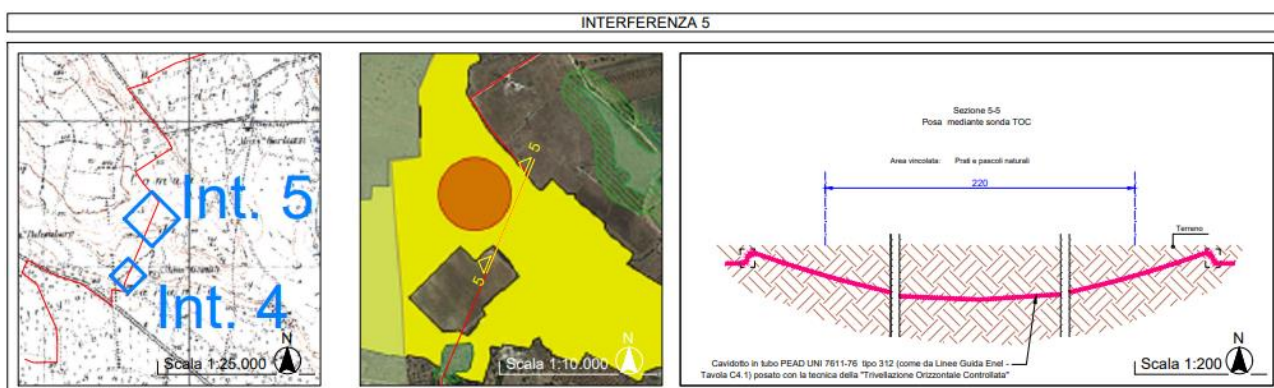 INTERFERENZA 5
Int. 5
Int. 4
N
Scala 1:25.000
5
5
N
Scala 1:10.000
Sezione 5-5
Posa mediante sonda TOC
Area vincolata: Prati e pascoli naturali
220
Terreno
Cavidotto in tubo PEAD UNI 7611-76 tipo 312 (come da Linee Guida Enel -
Tavola C4.1) posato con la tecnica della "Trivellazione Orizzontale Controllata"
N
Scala 1:200